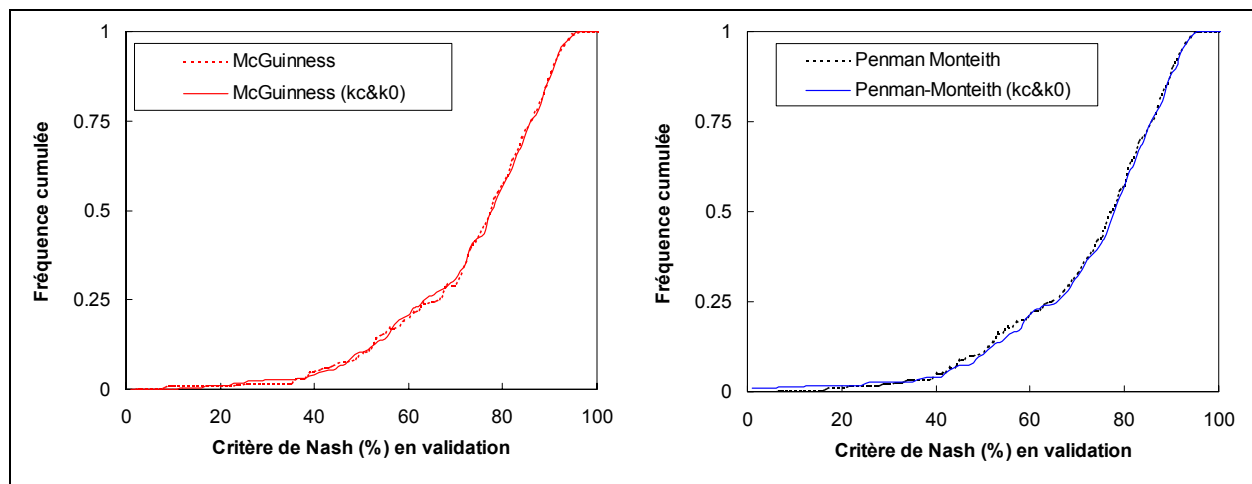 McGuinness
McGuinness (kc&k0)
1
0.75
0.5
0.25
0
0 20 40 60 80 100
Fréquence cumulée
Critère de Nash (%) en validation
Penman Monteith
Penman-Monteith (kc&k0)
1
0.75
0.5
0.25
0
0 20 40 60 80 100
Fréquence cumulée
Critère de Nash (%) en validation